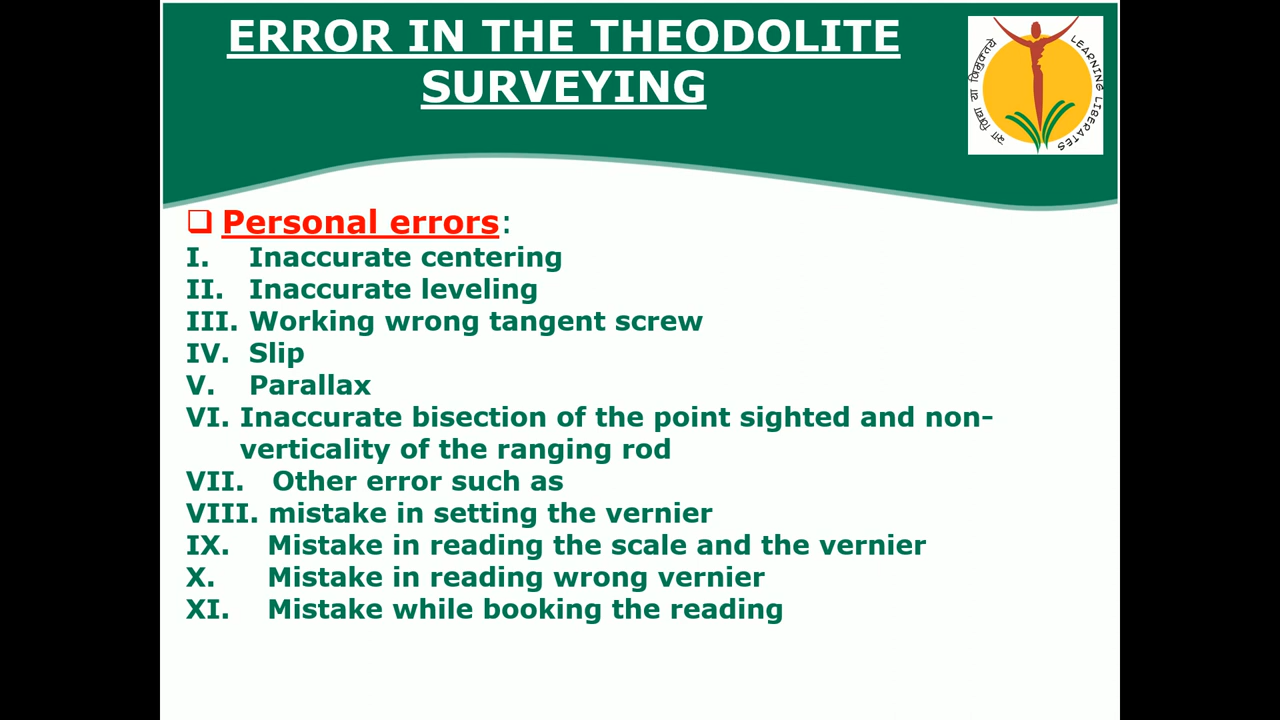 ERROR IN THE THEODOLITE
SURVEYING
सा विद्या या विमुक्तये
LEARNING LIBERATES
Personal errors:
I. Inaccurate centering
II. Inaccurate leveling
III. Working wrong tangent screw
IV. Slip
V. Parallax
VI. Inaccurate bisection of the point sighted and non-
verticality of the ranging rod
VII. Other error such as
VIII. mistake in setting the vernier
IX. Mistake in reading the scale and the vernier
X. Mistake in reading wrong vernier
XI. Mistake while booking the reading